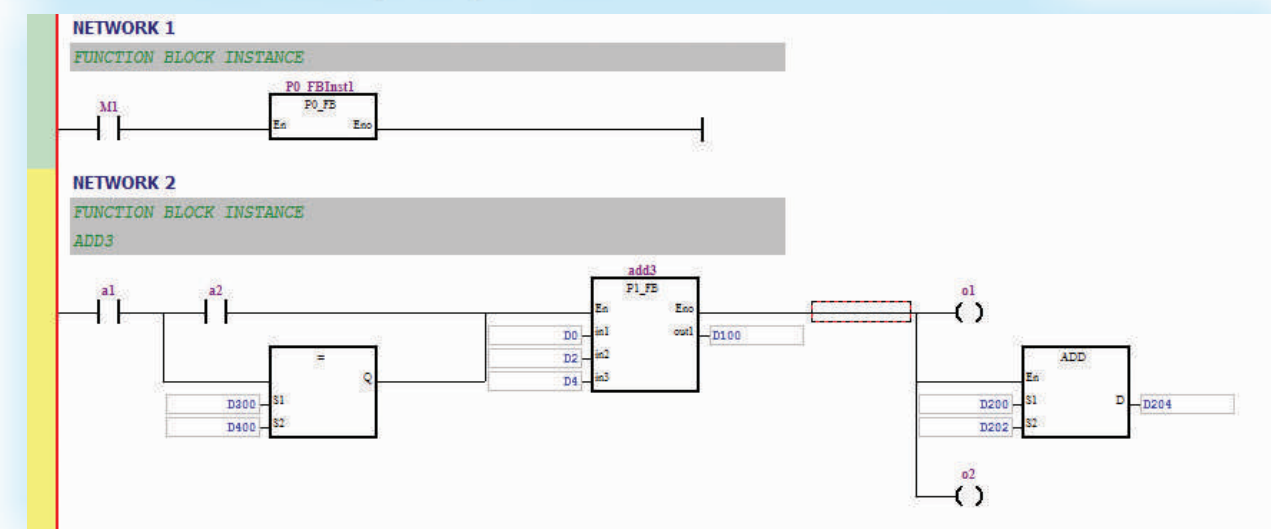 NETWORK 1
FUNCTION BLOCK INSTANCE
P0_FBInst1
M1
P0_FB
En Eno
NETWORK 2
FUNCTION BLOCK INSTANCE
ADD3
add3
a1 a2 P1_FB o1
En Eno
D0 in1 out1 D100
D2 in2
D4 in3
= ADD
Q En
D300 S1 D200 S1 D D204
D400 S2 D202 S2
o2